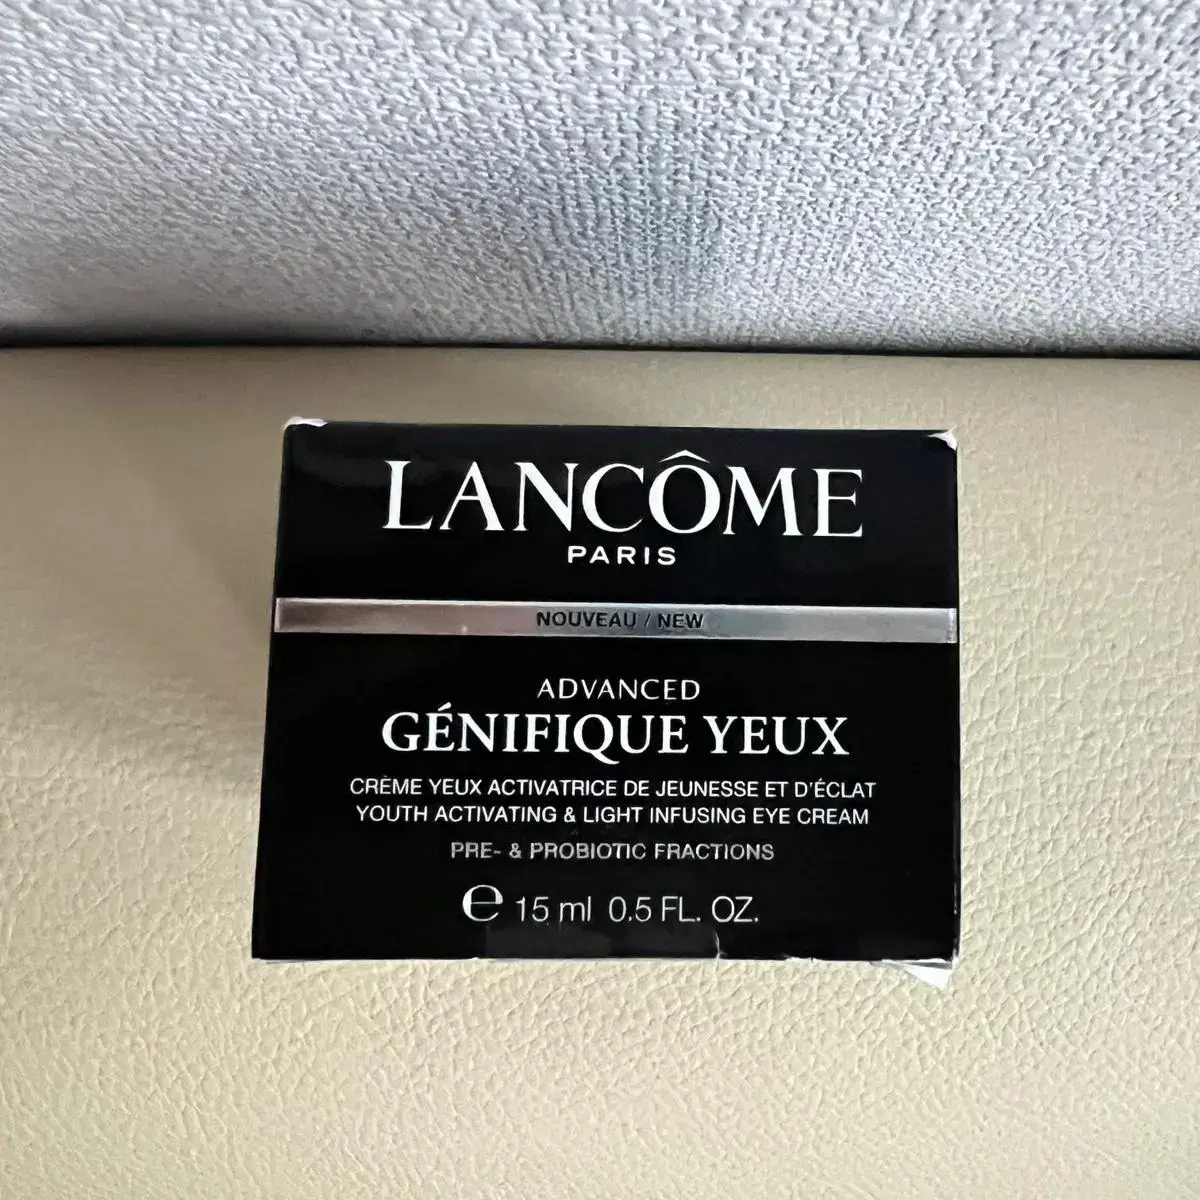 LANCÔME
PARIS
NOUVEAU / NEW
ADVANCED
GÉNIFIQUE YEUX
CRÈME YEUX ACTIVATRICE DE JEUNESSE ET D'ÉCLAT
YOUTH ACTIVATING & LIGHT INFUSING EYE CREAM
PRE- & PROBIOTIC FRACTIONS
℮ 15 ml 0.5 FL. OZ.